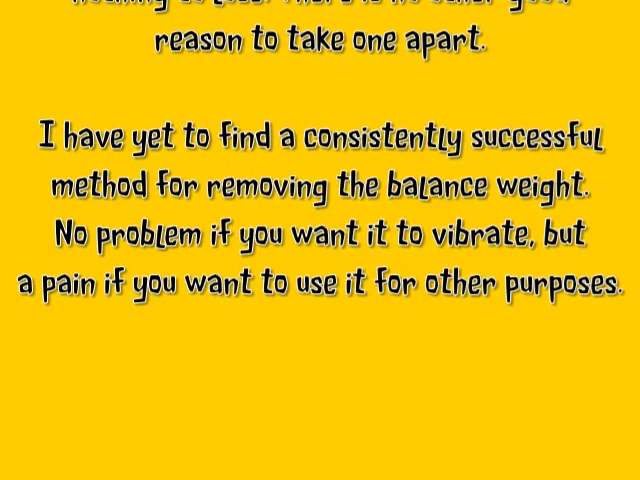 reason to take one apart.
I have yet to find a consistently successful
method for removing the balance weight.
No problem if you want it to vibrate, but
a pain if you want to use it for other purposes.